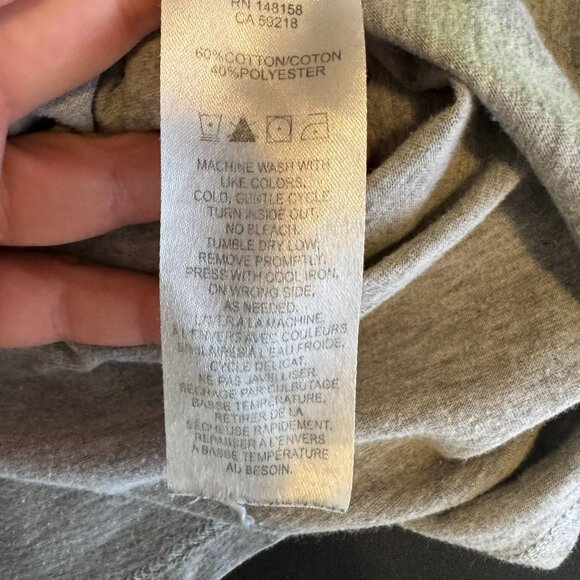 RN 148158
CA 59218
60%COTTON/COTON
40%POLYESTER
MACHINE WASH WITH
LIKE COLORS,
COLD, GENTLE CYCLE
TURN INSIDE OUT.
NO BLEACH.
TUMBLE DRY LOW,
REMOVE PROMPTLY.
PRESS WITH COOL IRON,
ON WRONG SIDE,
AS NEEDED.
LAVER A LA MACHINE,
À L'ENVERS AVEC COULEURS
SIMILAIRES À L'EAU FROIDE,
CYCLE DELICAT.
NE PAS JAVELLISER.
SÉCHAGE PAR CULBUTAGE
BASSE TEMPÉRATURE,
RETIRER DE LA
SÉCHEUSE RAPIDEMENT.
REPASSER À L'ENVERS
À BASSE TEMPÉRATURE
AU BESOIN.